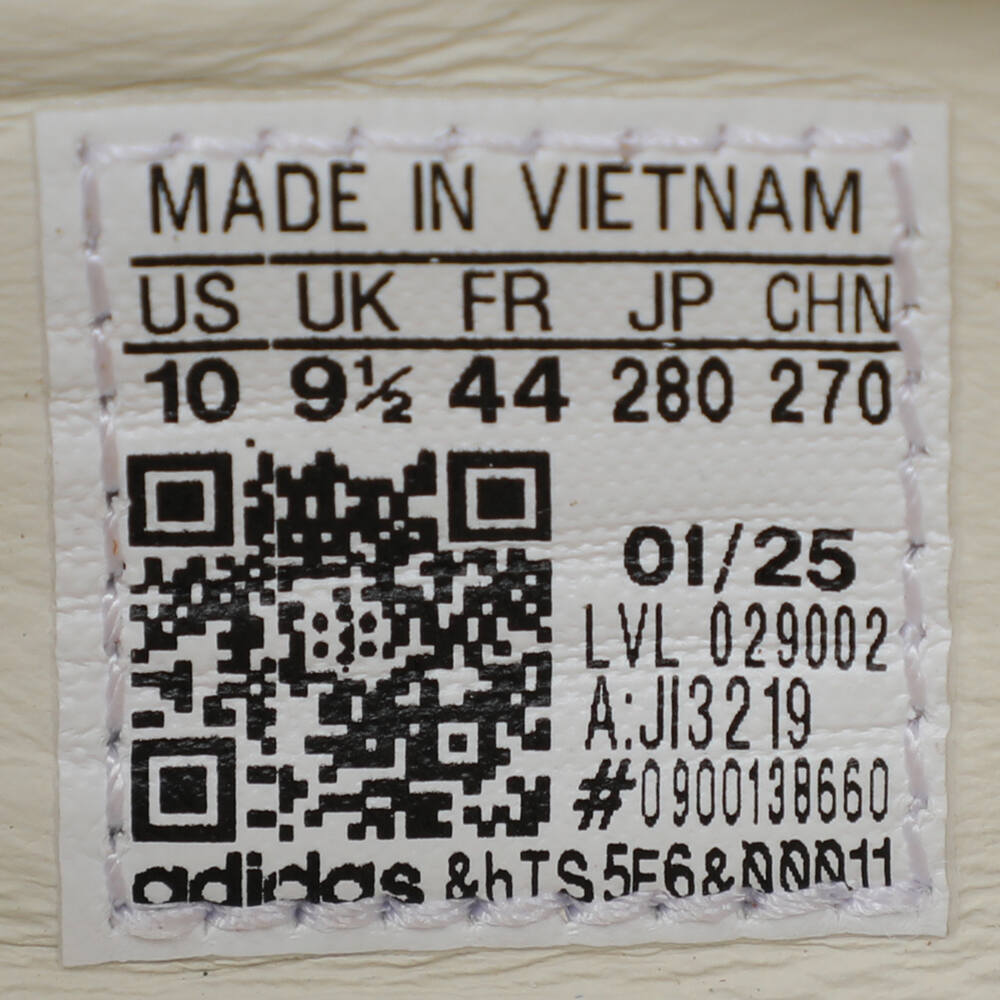 MADE IN VIETNAM
US UK FR JP CHN
10 9½ 44 280 270
01/25
LVL 029002
A:JI3219
#0900138660
adidas